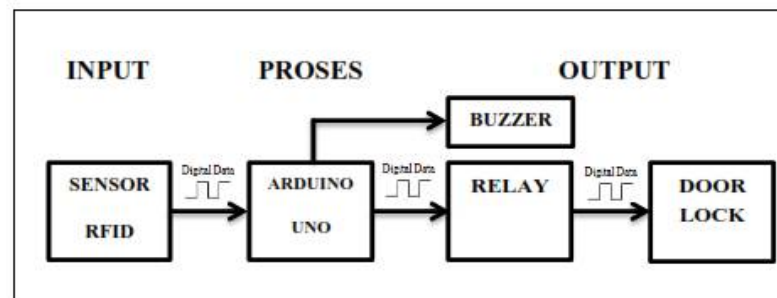 INPUT
PROSES
OUTPUT
BUZZER
SENSOR
RFID
Digital Data
ARDUINO
UNO
Digital Data
RELAY
Digital Data
DOOR
LOCK